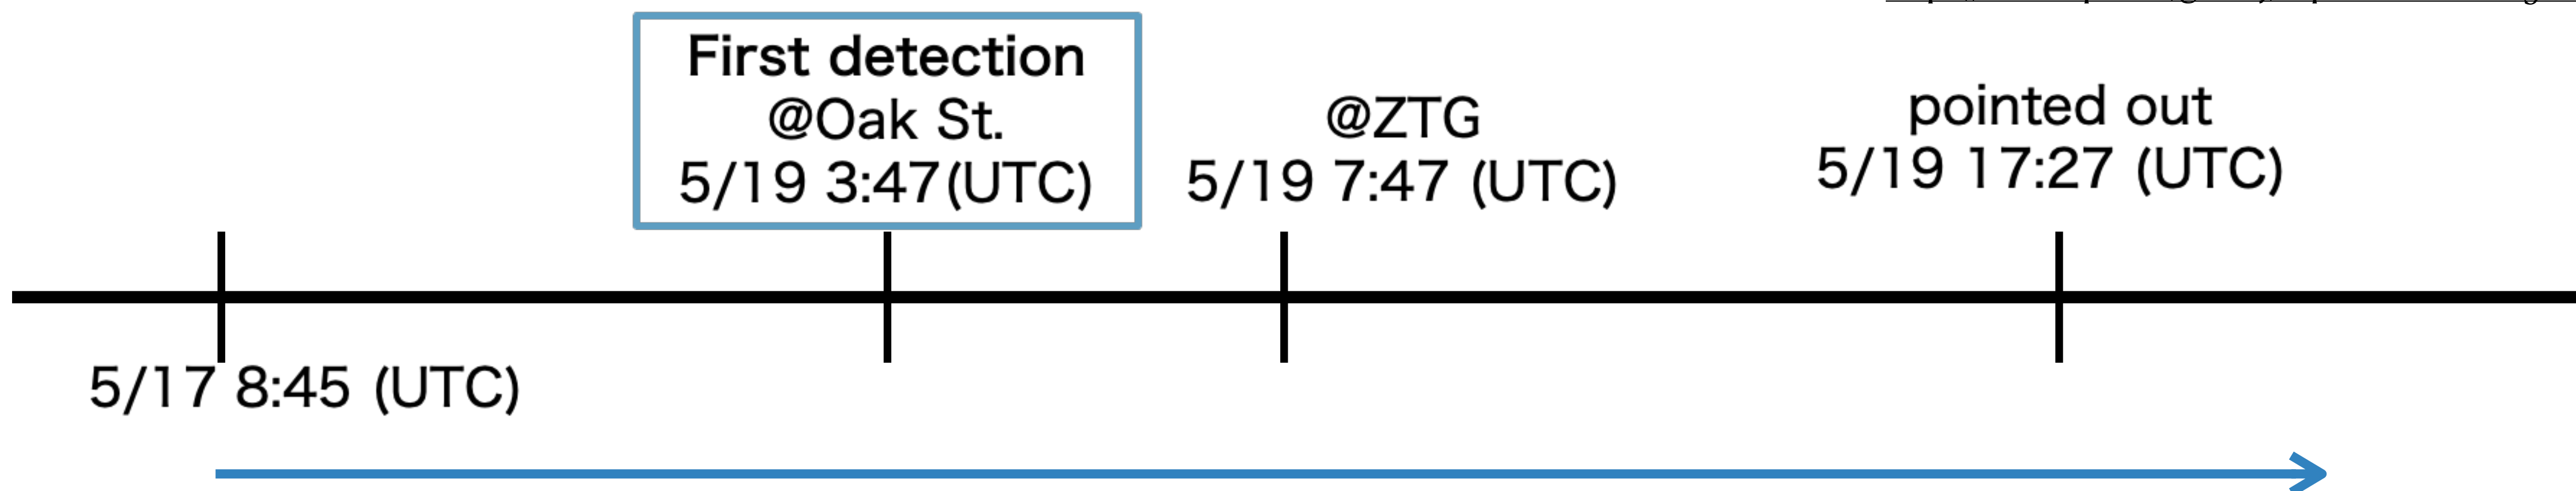 First detection
@Oak St.
5/19 3:47(UTC)
@ZTG
5/19 7:47 (UTC)
pointed out
5/19 17:27 (UTC)
5/17 8:45 (UTC)